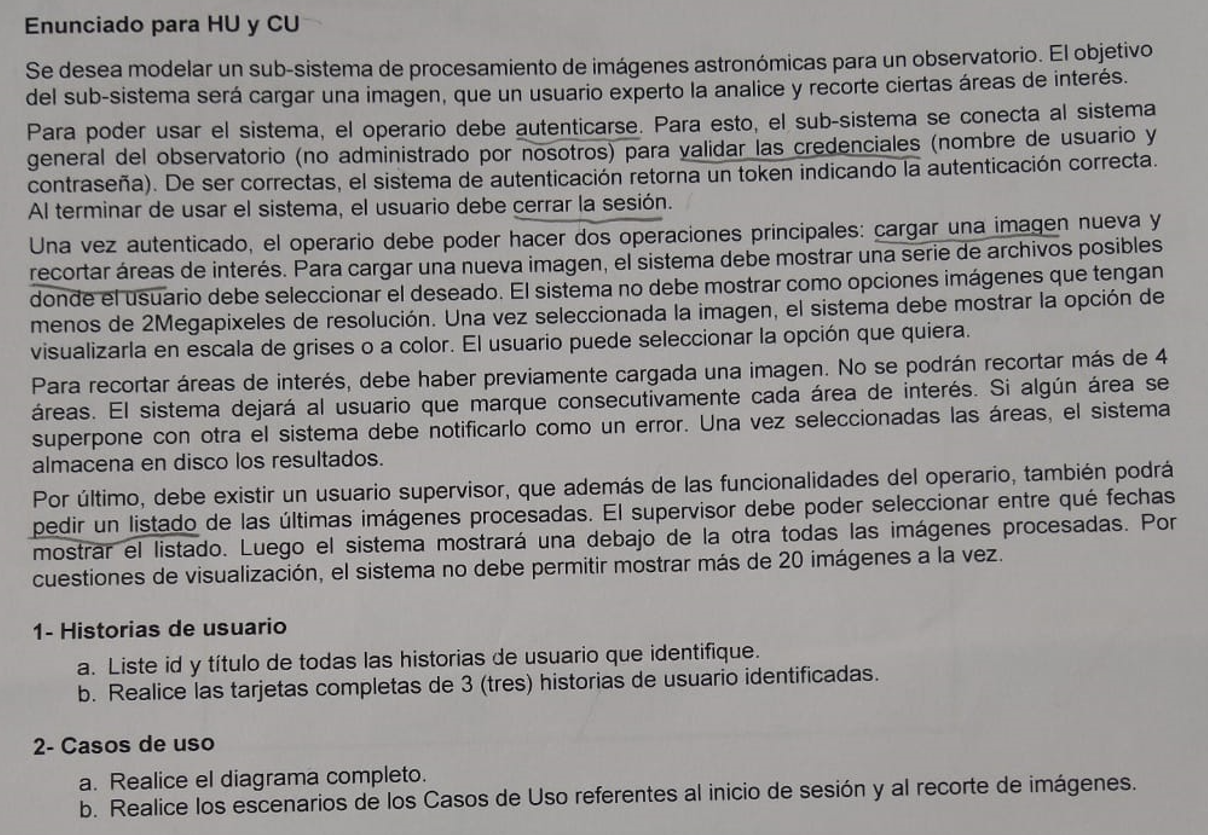 Enunciado para HU y CU
Se desea modelar un sub-sistema de procesamiento de imágenes astronómicas para un observatorio. El objetivo
del sub-sistema será cargar una imagen, que un usuario experto la analice y recorte ciertas áreas de interés.
Para poder usar el sistema, el operario debe autenticarse. Para esto, el sub-sistema se conecta al sistema
general del observatorio (no administrado por nosotros) para validar las credenciales (nombre de usuario y
contraseña). De ser correctas, el sistema de autenticación retorna un token indicando la autenticación correcta.
Al terminar de usar el sistema, el usuario debe cerrar la sesión.
Una vez autenticado, el operario debe poder hacer dos operaciones principales: cargar una imagen nueva y
recortar áreas de interés. Para cargar una nueva imagen, el sistema debe mostrar una serie de archivos posibles
donde el usuario debe seleccionar el deseado. El sistema no debe mostrar como opciones imágenes que tengan
menos de 2Megapixeles de resolución. Una vez seleccionada la imagen, el sistema debe mostrar la opción de
visualizarla en escala de grises o a color. El usuario puede seleccionar la opción que quiera.
Para recortar áreas de interés, debe haber previamente cargada una imagen. No se podrán recortar más de 4
áreas. El sistema dejará al usuario que marque consecutivamente cada área de interés. Si algún área se
superpone con otra el sistema debe notificarlo como un error. Una vez seleccionadas las áreas, el sistema
almacena en disco los resultados.
Por último, debe existir un usuario supervisor, que además de las funcionalidades del operario, también podrá
pedir un listado de las últimas imágenes procesadas. El supervisor debe poder seleccionar entre qué fechas
mostrar el listado. Luego el sistema mostrará una debajo de la otra todas las imágenes procesadas. Por
cuestiones de visualización, el sistema no debe permitir mostrar más de 20 imágenes a la vez.
1- Historias de usuario
a. Liste id y título de todas las historias de usuario que identifique.
b. Realice las tarjetas completas de 3 (tres) historias de usuario identificadas.
2- Casos de uso
a. Realice el diagrama completo.
b. Realice los escenarios de los Casos de Uso referentes al inicio de sesión y al recorte de imágenes.